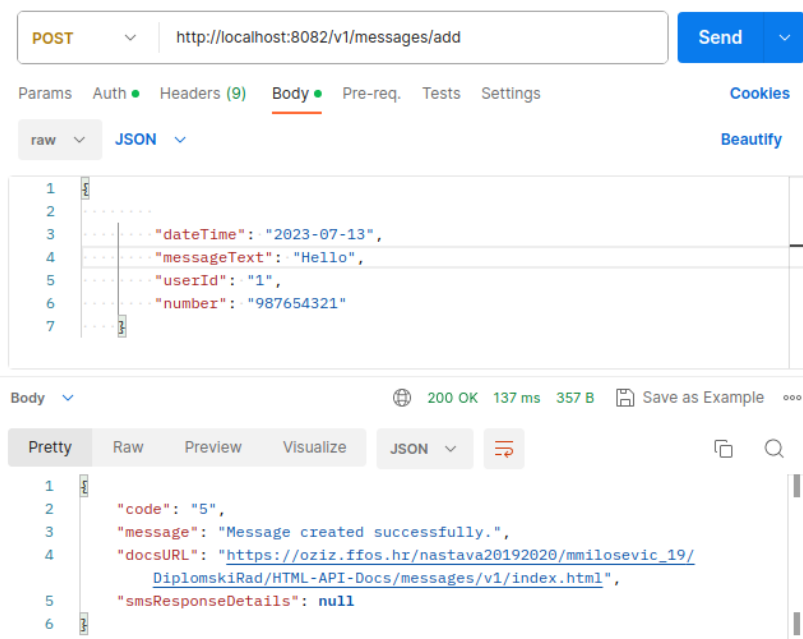 POST http://localhost:8082/v1/messages/add Send
Params Auth Headers (9) Body Pre-req. Tests Settings Cookies
raw JSON Beautify
1 {
2
3 "dateTime": "2023-07-13",
4 "messageText": "Hello",
5 "userId": "1",
6 "number": "987654321"
7 }
Body 200 OK 137 ms 357 B Save as Example
Pretty Raw Preview Visualize JSON
1 {
2 "code": "5",
3 "message": "Message created successfully.",
4 "docsURL": "https://oziz.ffos.hr/nastava20192020/mmilosevic_19/
DiplomskiRad/HTML-API-Docs/messages/v1/index.html",
5 "smsResponseDetails": null
6 }